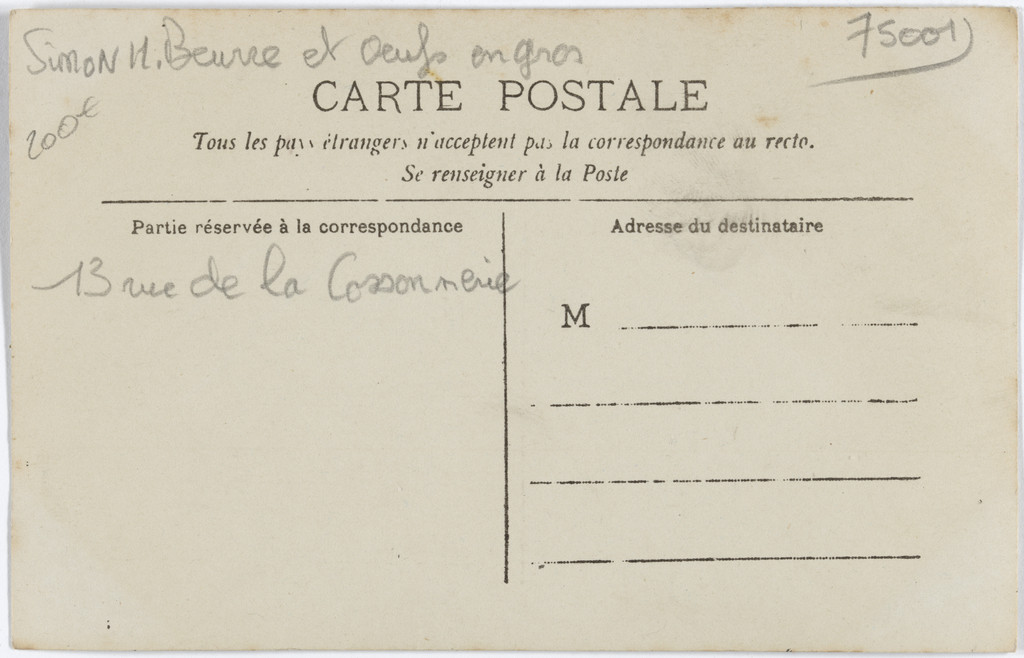 Simon H. Beurre et oeufs en gros
75001
200€
CARTE POSTALE
Tous les pays étrangers n'acceptent pas la correspondance au recto.
Se renseigner à la Poste
Partie réservée à la correspondance
13 rue de la Cossonnerie
Adresse du destinataire
M